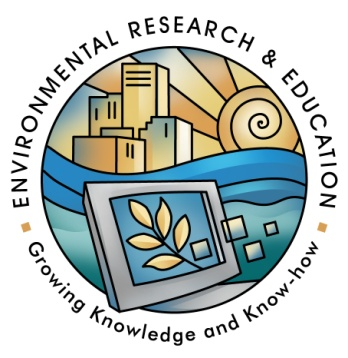 ENVIRONMENTAL RESEARCH & EDUCATION
Growing Knowledge and Know-how